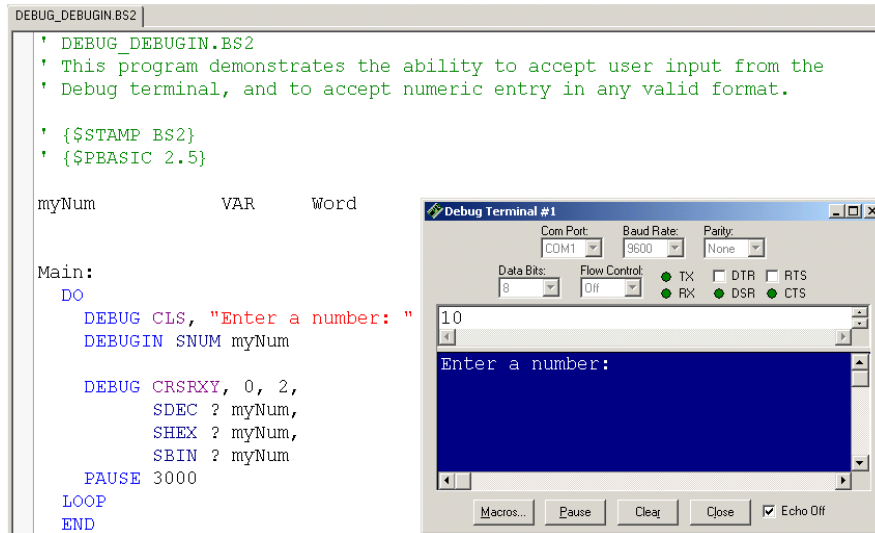 DEBUG_DEBUGIN.BS2
' DEBUG_DEBUGIN.BS2
' This program demonstrates the ability to accept user input from the
' Debug terminal, and to accept numeric entry in any valid format.
' {$STAMP BS2}
' {$PBASIC 2.5}
myNum VAR Word
Main:
DO
DEBUG CLS, "Enter a number: "
DEBUGIN SNUM myNum
DEBUG CRSRXY, 0, 2,
SDEC ? myNum,
SHEX ? myNum,
SBIN ? myNum
PAUSE 3000
LOOP
END
Debug Terminal #1
Com Port: Baud Rate: Parity:
COM1 9600 None
Data Bits: Flow Control: TX DTR RTS
8 Off RX DSR CTS
10
Enter a number:
Macros... Pause Clear Close Echo Off